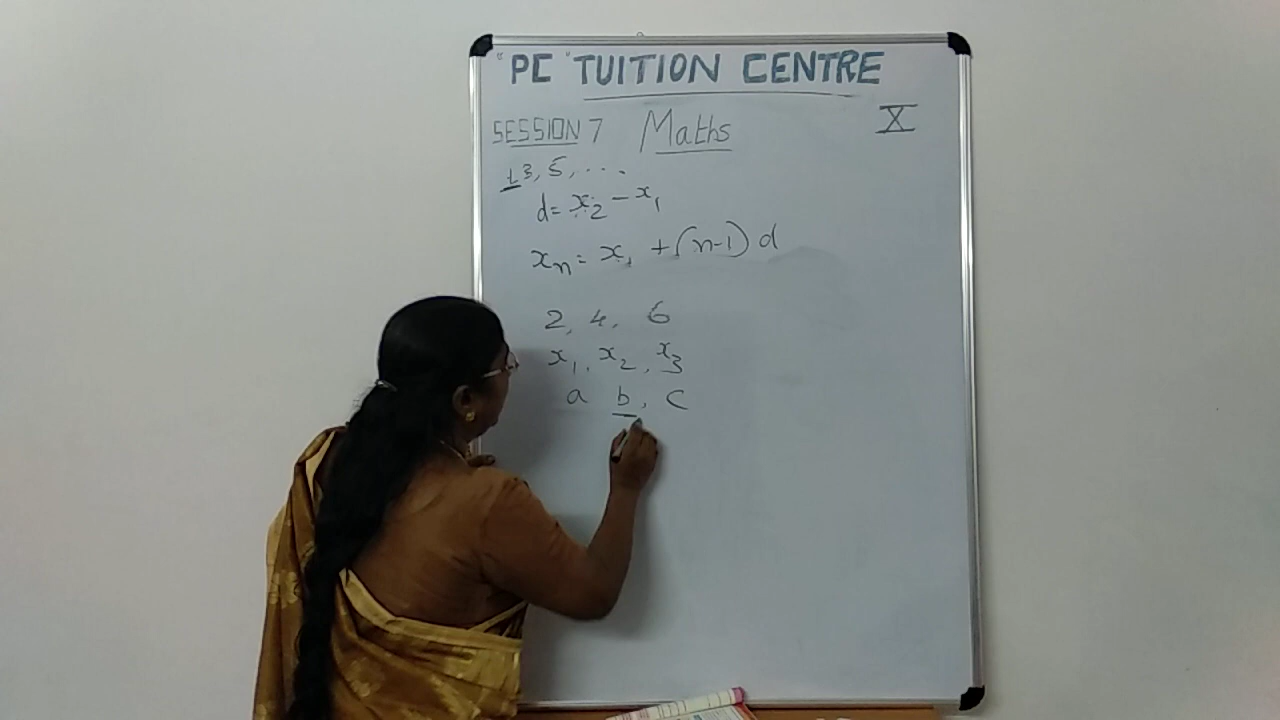 "PC" TUITION CENTRE
SESSION 7 Maths X
1 3, 5, ...
d = x₂ - x₁
xₙ = x₁ + (n-1) d
2, 4, 6
x₁, x₂, x₃
a b, c